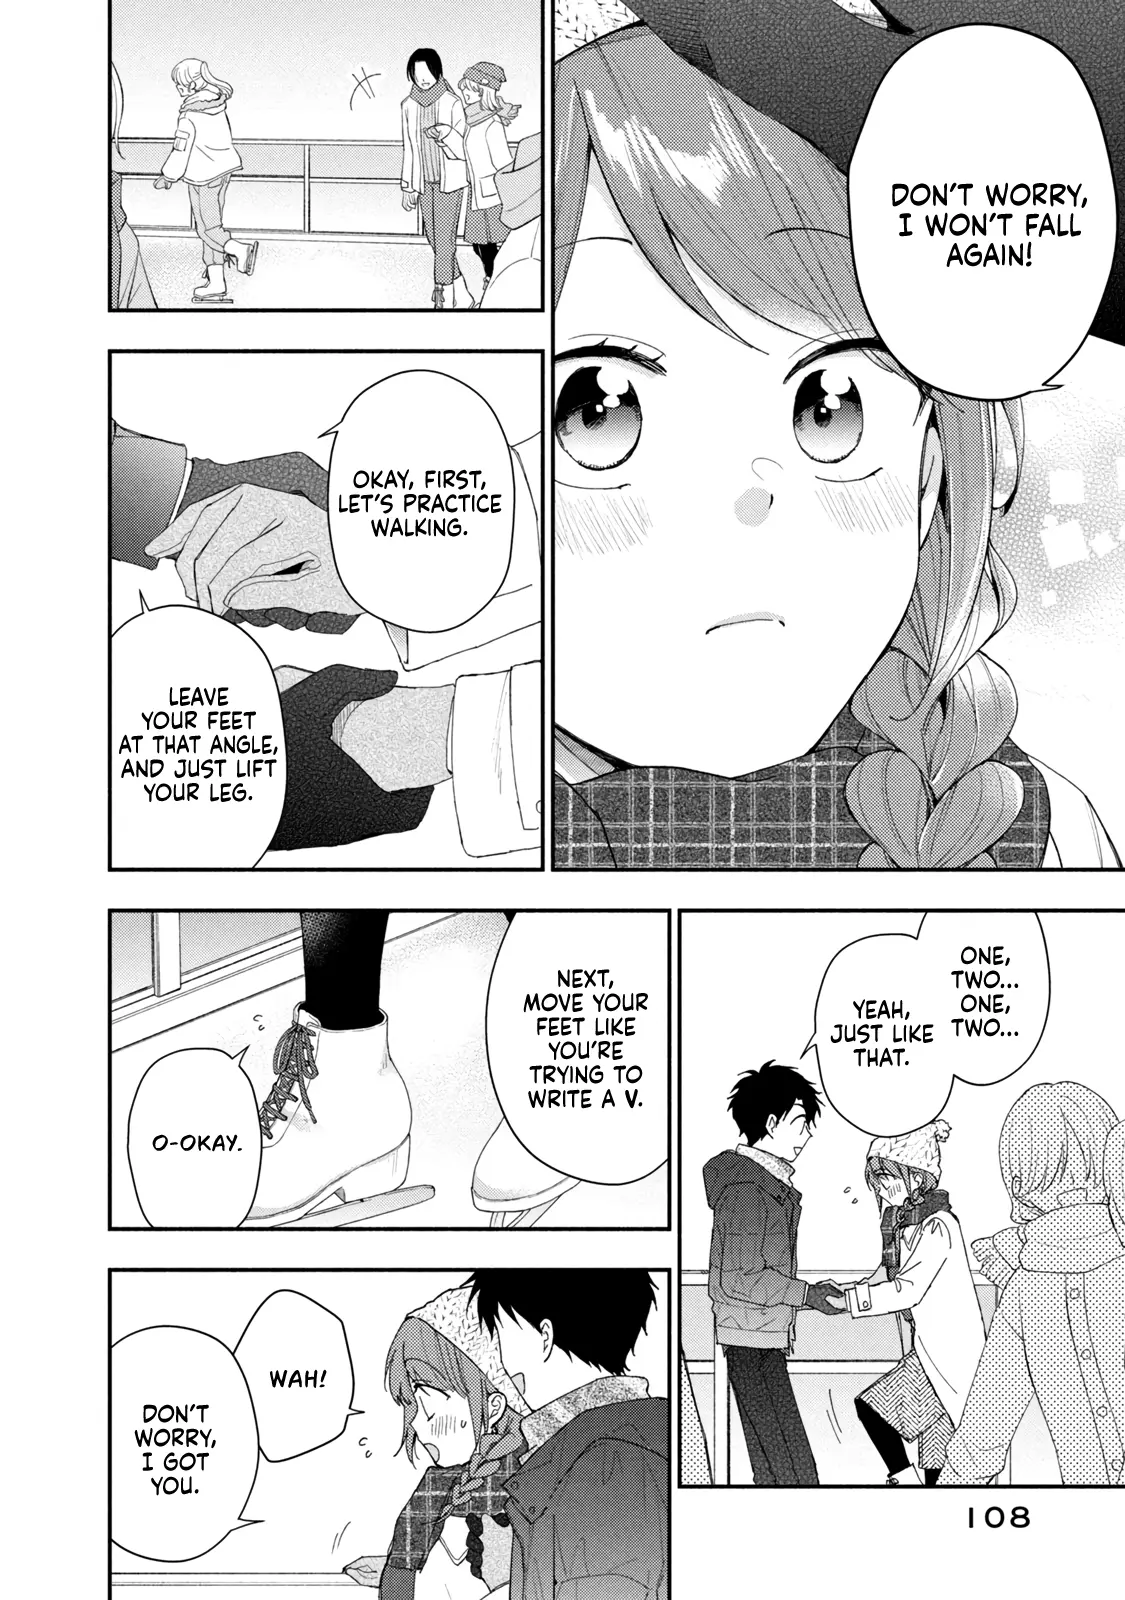 DON'T WORRY,
I WON'T FALL
AGAIN!
OKAY, FIRST,
LET'S PRACTICE
WALKING.
LEAVE
YOUR FEET
AT THAT ANGLE,
AND JUST LIFT
YOUR LEG.
ONE,
TWO...
ONE,
TWO...
YEAH,
JUST LIKE
THAT.
NEXT,
MOVE YOUR
FEET LIKE
YOU'RE
TRYING TO
WRITE A V.
O-OKAY.
WAH!
DON'T
WORRY,
I GOT
YOU.
108